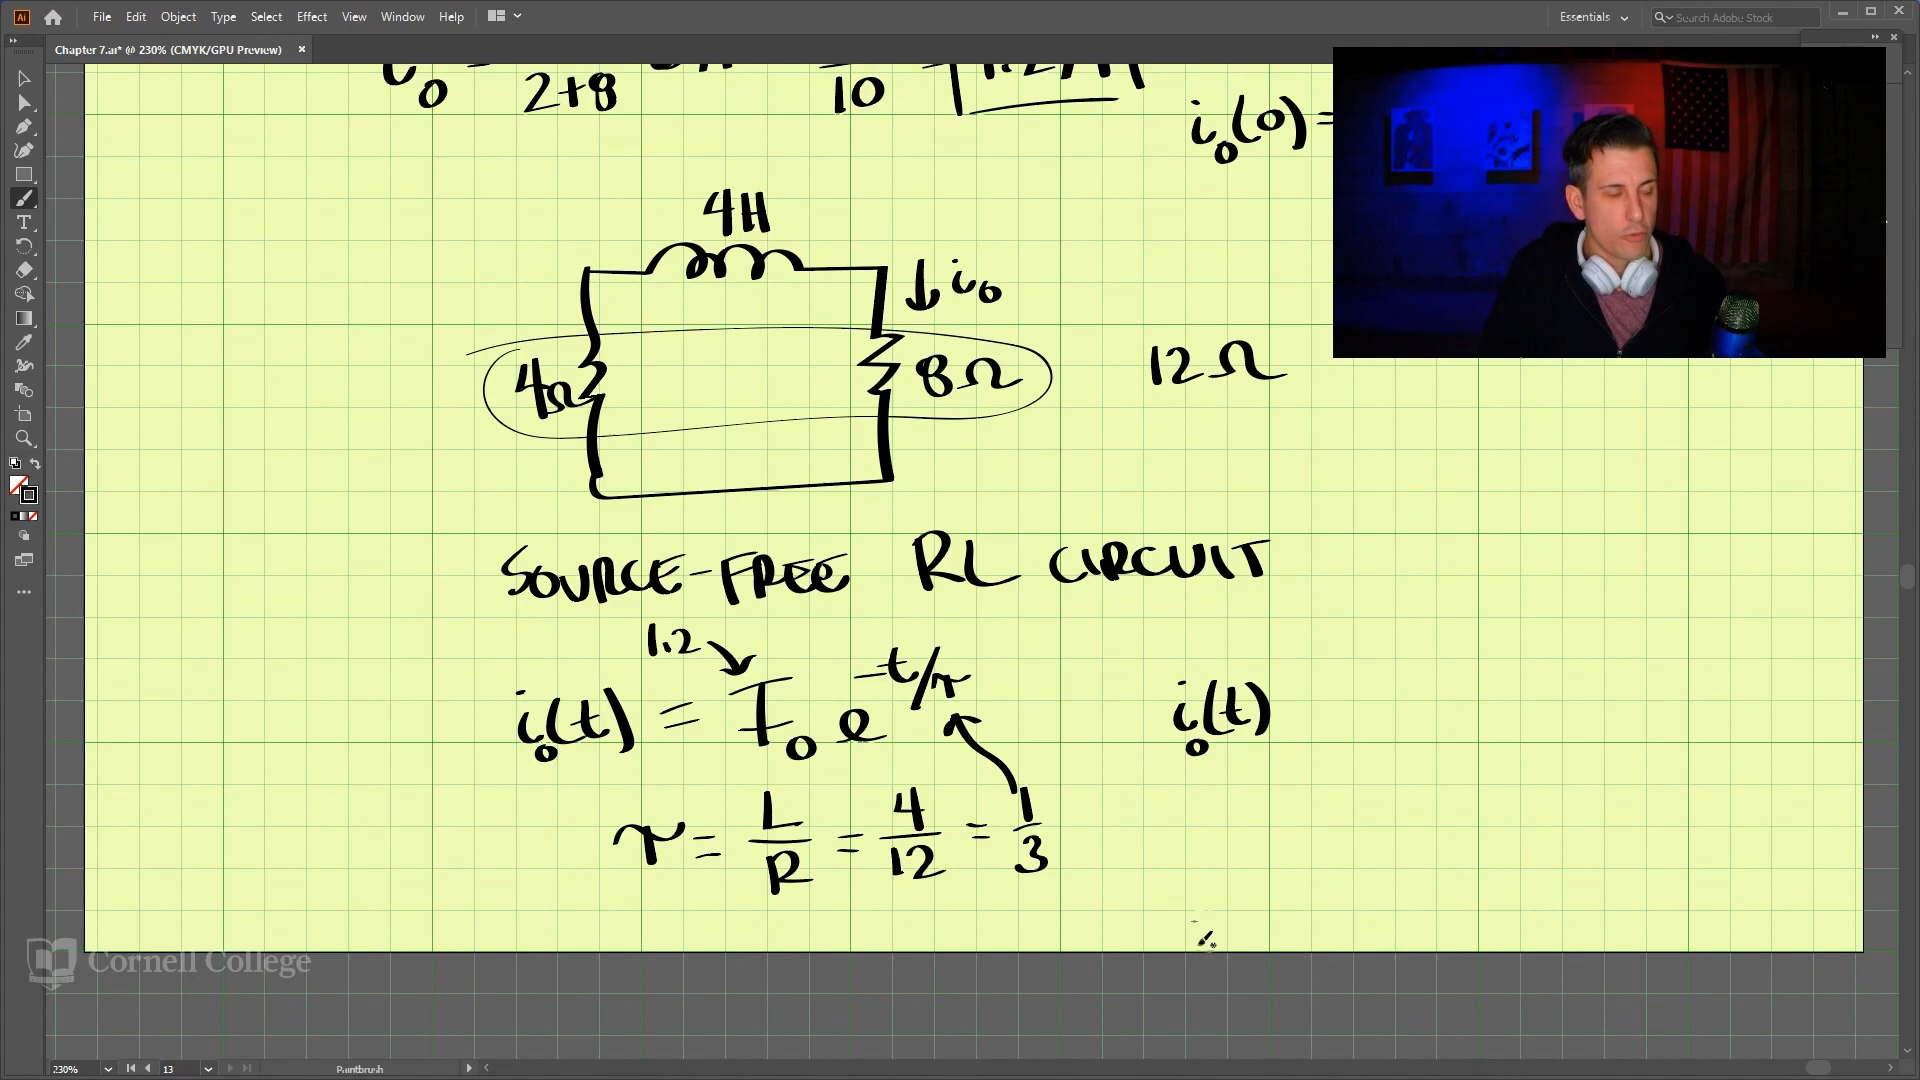 Ai File Edit Object Type Select Effect View Window Help Essentials Search Adobe Stock
Chapter 7.ai* @ 230% (CMYK/GPU Preview) ×
2+8
10
i₀(0) =
4H
↓ i₀
4Ω
8Ω
12Ω
SOURCE-FREE RL CIRCUIT
1.2
i₀(t) = I₀ e^(-t/τ)
i₀(t)
τ = L/R = 4/12 = 1/3
Cornell College
230% 13 Paintbrush